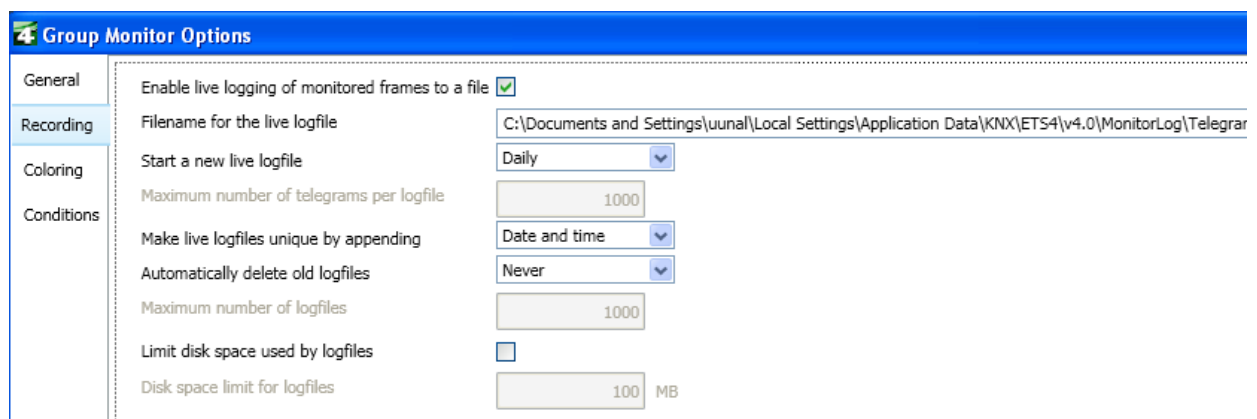 4 Group Monitor Options
General
Enable live logging of monitored frames to a file
Recording
Filename for the live logfile C:\Documents and Settings\uunal\Local Settings\Application Data\KNX\ETS4\v4.0\MonitorLog\Telegrar
Coloring
Start a new live logfile Daily
Maximum number of telegrams per logfile 1000
Conditions
Make live logfiles unique by appending Date and time
Automatically delete old logfiles Never
Maximum number of logfiles 1000
Limit disk space used by logfiles
Disk space limit for logfiles 100 MB